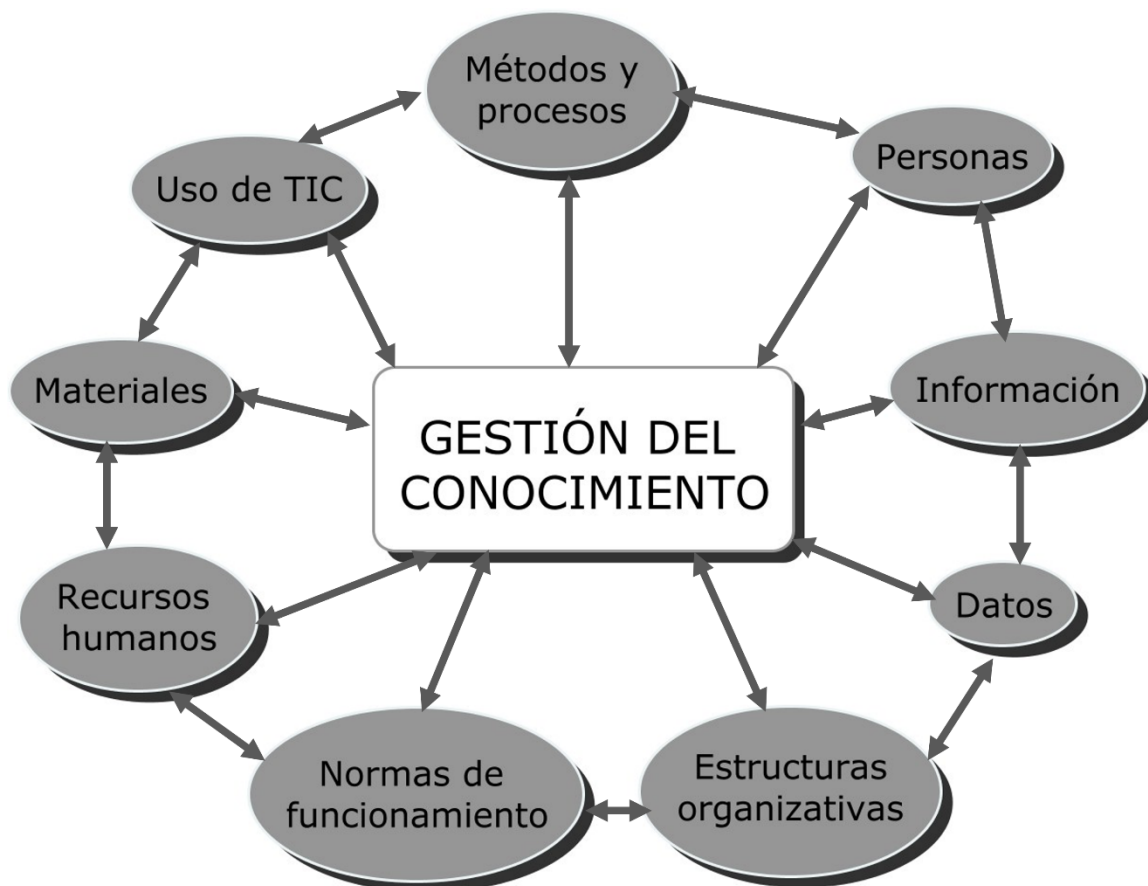 Métodos y
procesos
Personas
Uso de TIC
Materiales
Información
GESTIÓN DEL
CONOCIMIENTO
Recursos
humanos
Datos
Normas de
funcionamiento
Estructuras
organizativas